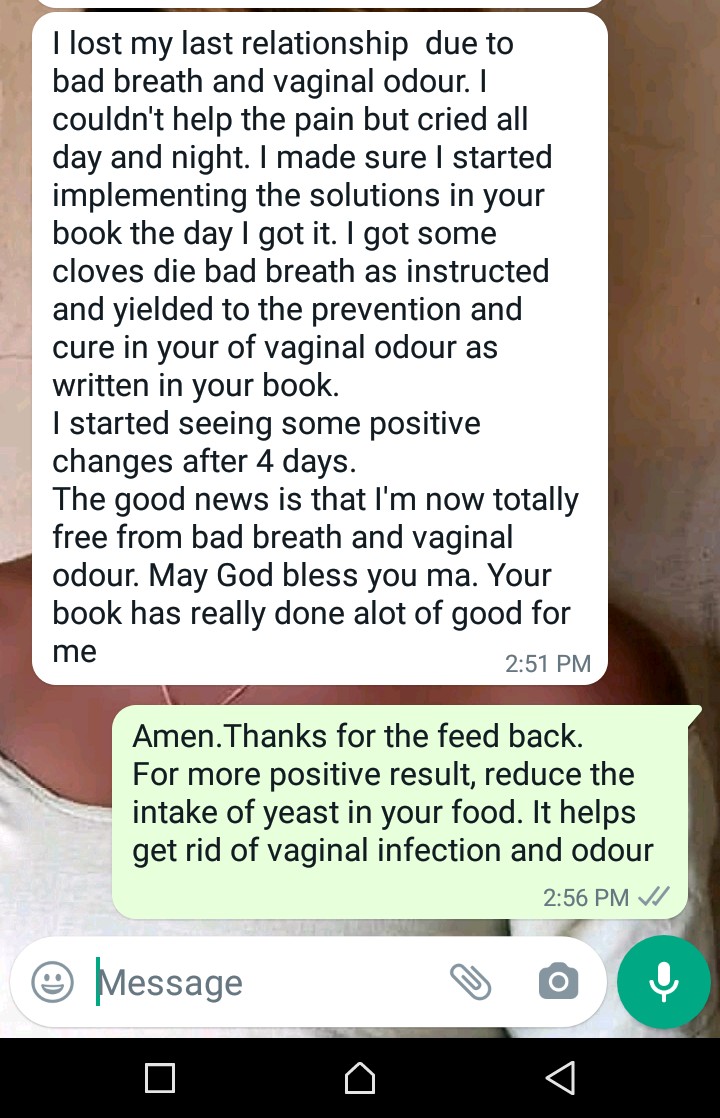 I lost my last relationship  due to
bad breath and vaginal odour. I
couldn't help the pain but cried all
day and night. I made sure I started
implementing the solutions in your
book the day I got it. I got some
cloves die bad breath as instructed
and yielded to the prevention and
cure in your of vaginal odour as
written in your book.
I started seeing some positive
changes after 4 days.
The good news is that I'm now totally
free from bad breath and vaginal
odour. May God bless you ma. Your
book has really done alot of good for
me
2:51 PM
Amen.Thanks for the feed back.
For more positive result, reduce the
intake of yeast in your food. It helps
get rid of vaginal infection and odour
2:56 PM
Message